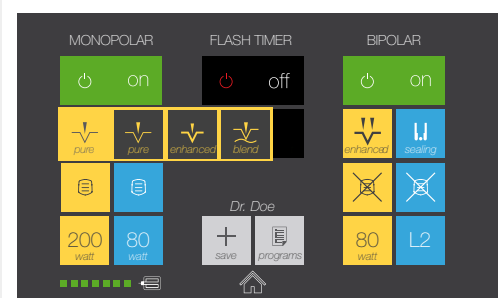 MONOPOLAR FLASH TIMER BIPOLAR
on off on
pure pure enhanced blend enhanced sealing
Dr. Doe
200 watt 80 watt save programs 80 watt L2